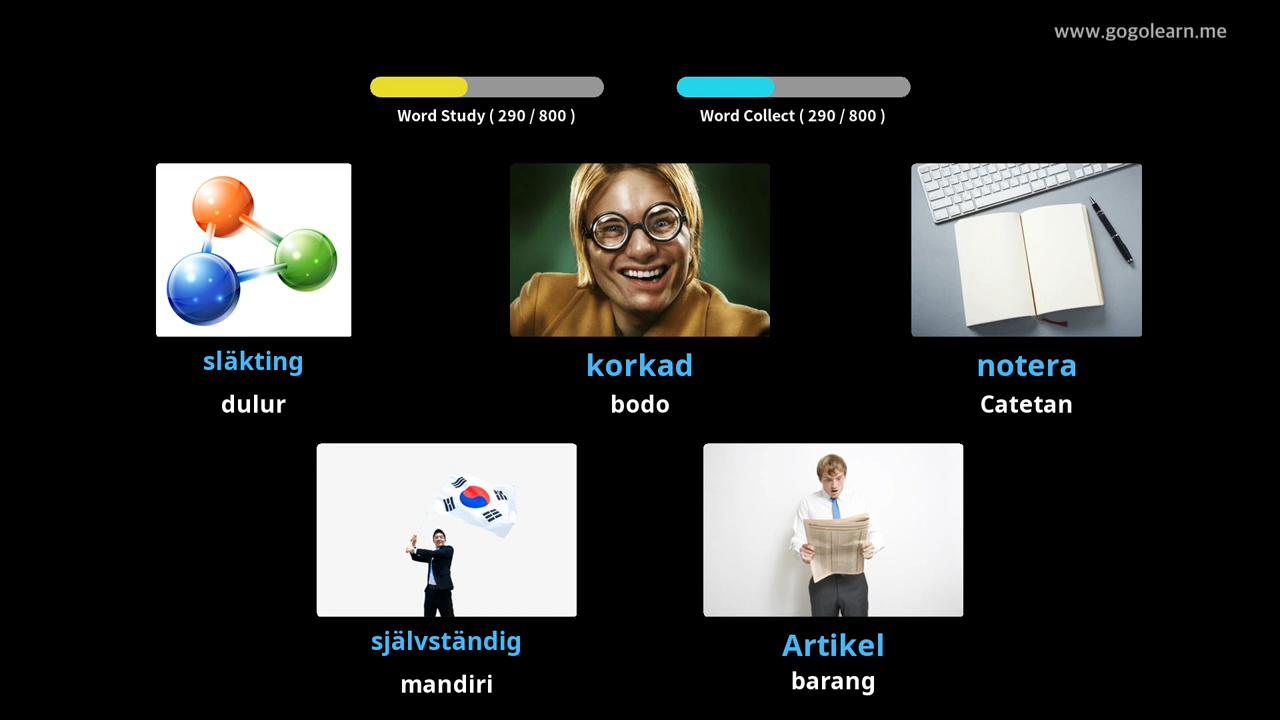 www.gogolearn.me
Word Study ( 290 / 800 )
Word Collect ( 290 / 800 )
släkting
korkad
notera
dulur
bodo
Catetan
självständig
Artikel
mandiri
barang